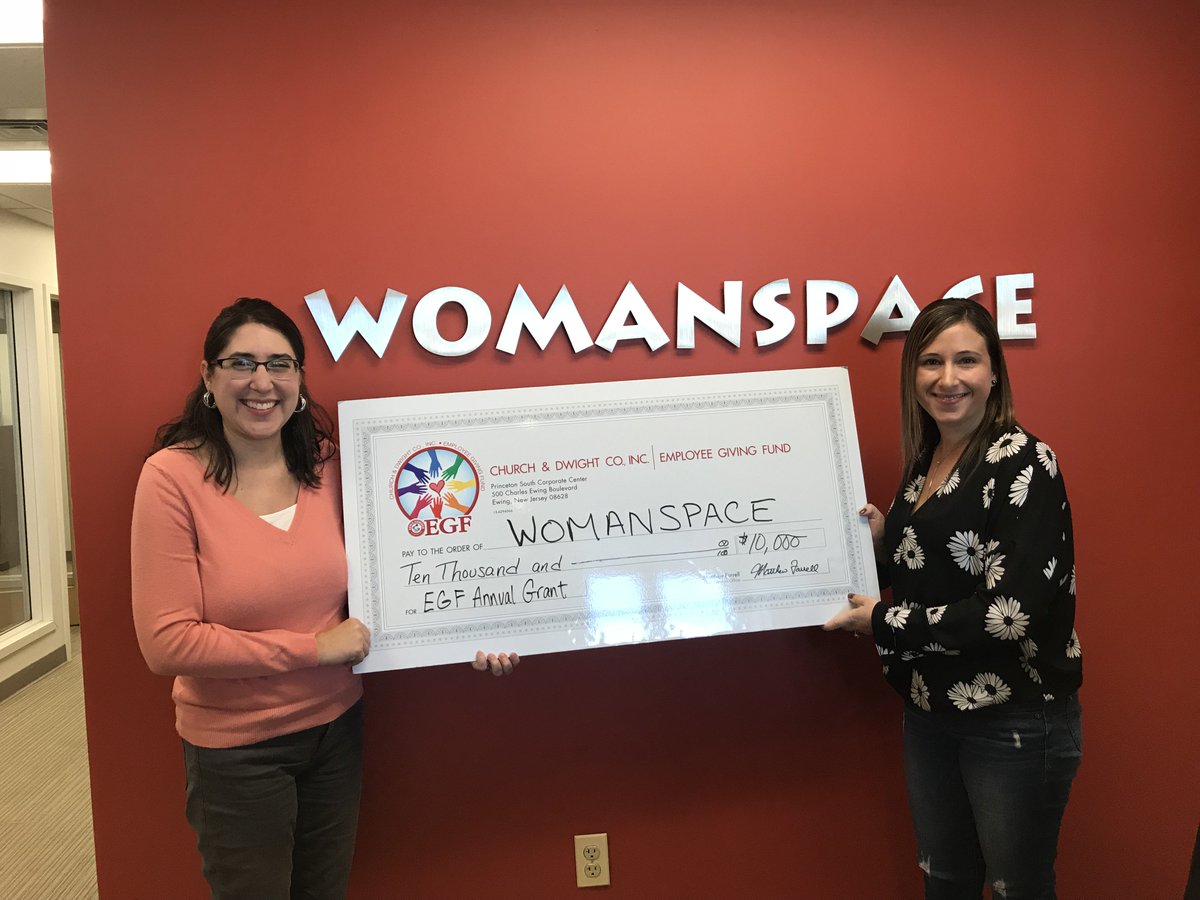 WOMANSPACE
CHURCH & DWIGHT CO., INC. • EMPLOYEE GIVING FUND
EGF
CHURCH & DWIGHT CO., INC. | EMPLOYEE GIVING FUND
Princeton South Corporate Center
500 Charles Ewing Boulevard
Ewing, New Jersey 08628
PAY TO THE ORDER OF WOMANSPACE
$10,000
Ten Thousand and 00/100
Matthew Farrell
FOR EGF Annual Grant